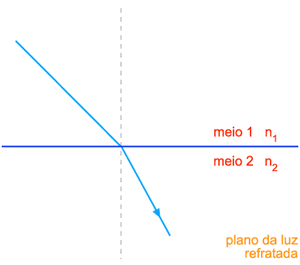 meio 1 n1
meio 2 n2
plano da luz
refratada